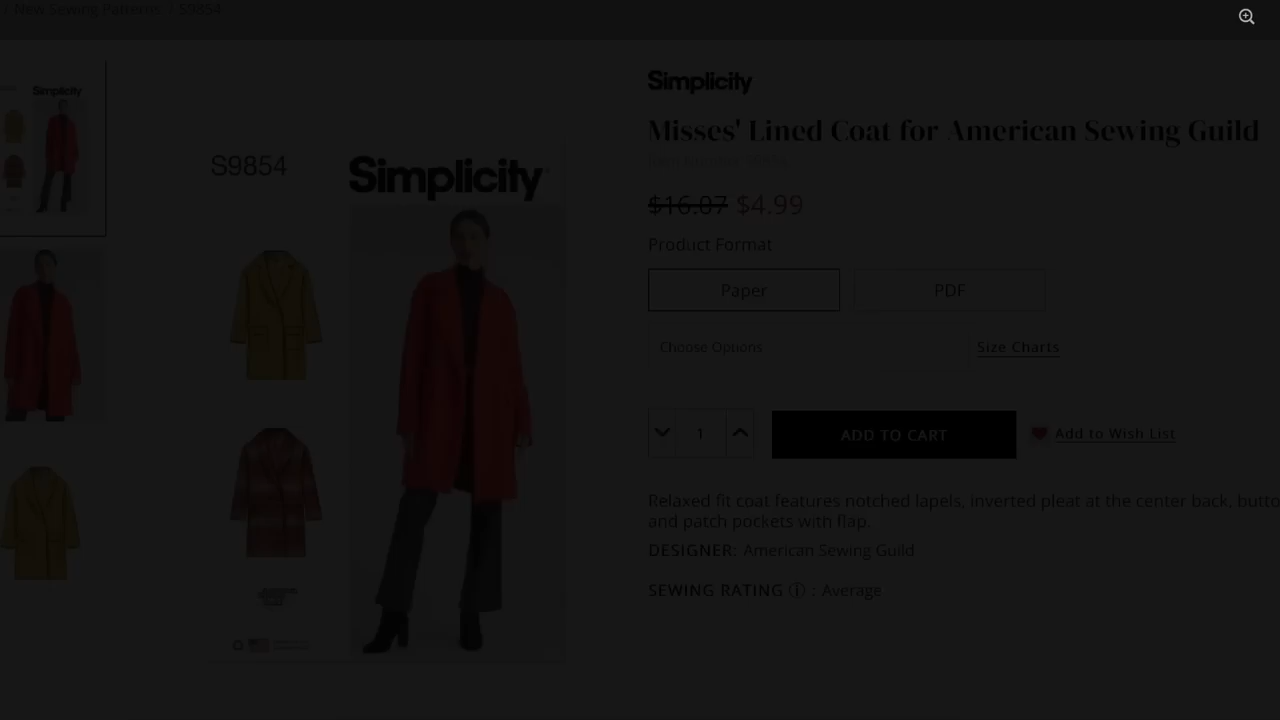 New Sewing Patterns
S9854
Simplicity
Simplicity
Misses' Lined Coat for American Sewing Guild
S9854
Simplicity
$16.07 $4.99
Product Format
Paper
PDF
Choose Options
Size Charts
1
ADD TO CART
Add to Wish List
Relaxed fit coat features notched lapels, inverted pleat at the center back, butto
and patch pockets with flap.
DESIGNER: American Sewing Guild
SEWING RATING ⓘ : Average